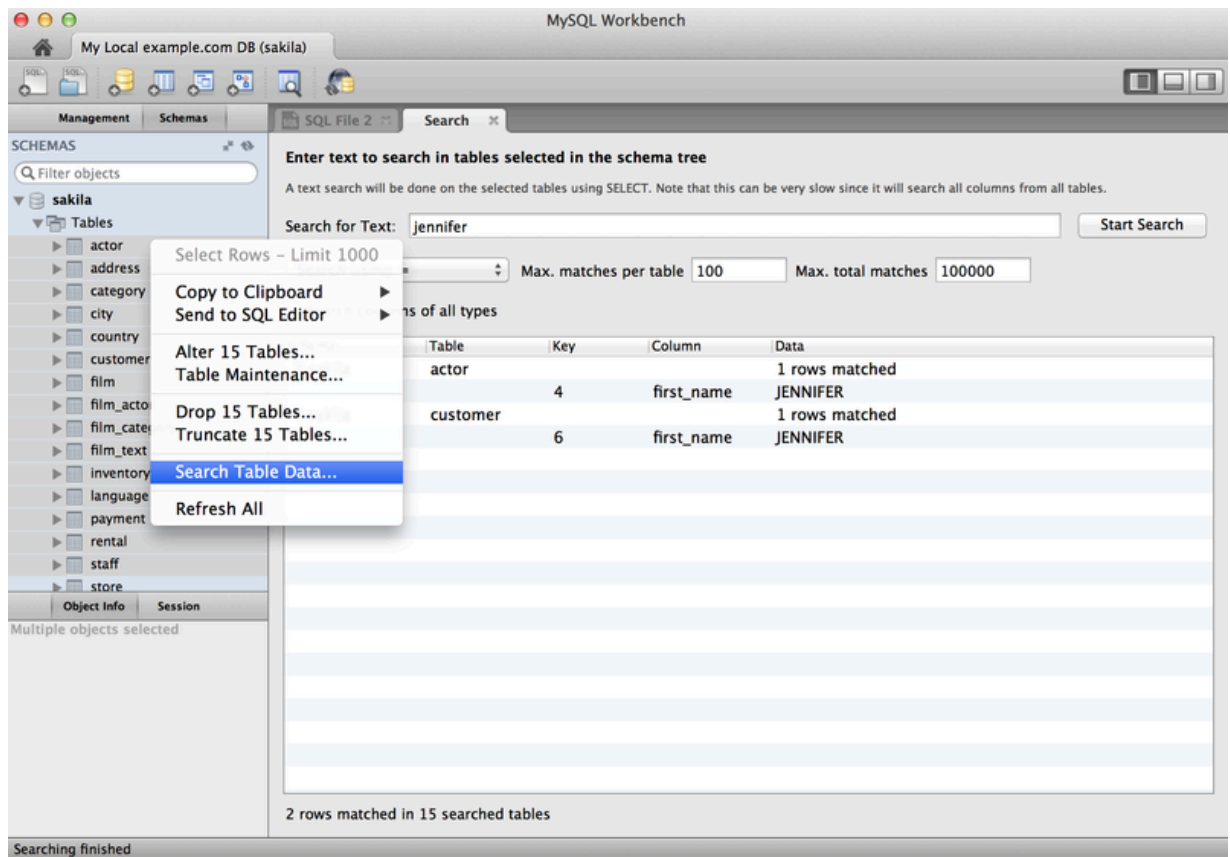 MySQL Workbench
My Local example.com DB (sakila)
SQL
SQL
Management Schemas
SQL File 2 Search
SCHEMAS
Filter objects
sakila
Tables
actor
address
category
city
country
customer
film
film_acto
film_categ
film_text
inventory
language
payment
rental
staff
store
Object Info Session
Multiple objects selected
Select Rows – Limit 1000
Copy to Clipboard
Send to SQL Editor
Alter 15 Tables...
Table Maintenance...
Drop 15 Tables...
Truncate 15 Tables...
Search Table Data...
Refresh All
Enter text to search in tables selected in the schema tree
A text search will be done on the selected tables using SELECT. Note that this can be very slow since it will search all columns from all tables.
Search for Text: jennifer Start Search
Max. matches per table 100 Max. total matches 100000
of all types
Table Key Column Data
actor 1 rows matched
4 first_name JENNIFER
customer 1 rows matched
6 first_name JENNIFER
2 rows matched in 15 searched tables
Searching finished